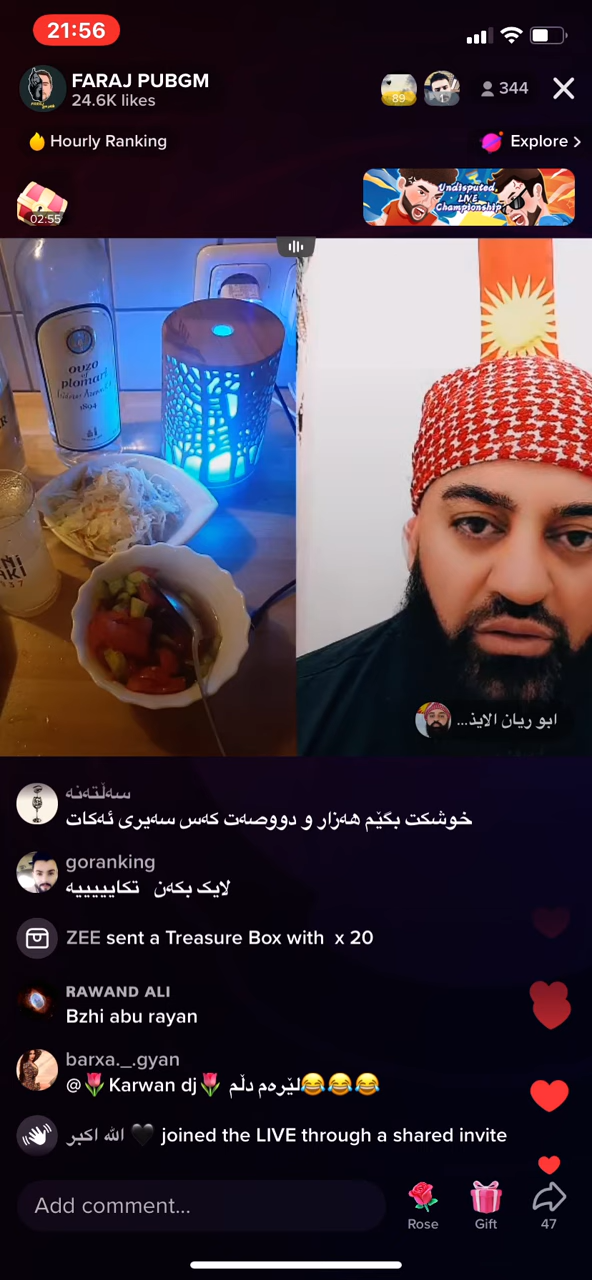 21:56
FARAJ PUBGM
24.6K likes
89
17
344
Hourly Ranking
Explore >
02:55
Undisputed
LIVE
Championship
ouzo
plomari
1894
ابو ريان الايذ...
سەڵتەنە
خوشکت بگێم هەزار و دووصەت کەس سەیری ئەکات
goranking
لایک بکەن تکایییییە
ZEE sent a Treasure Box with x 20
RAWAND ALI
Bzhi abu rayan
barxa._.gyan
@🌷Karwan dj🌷 لێرەم دڵم😂😂😂
الله اكبر 🖤 joined the LIVE through a shared invite
Add comment...
Rose
Gift
47